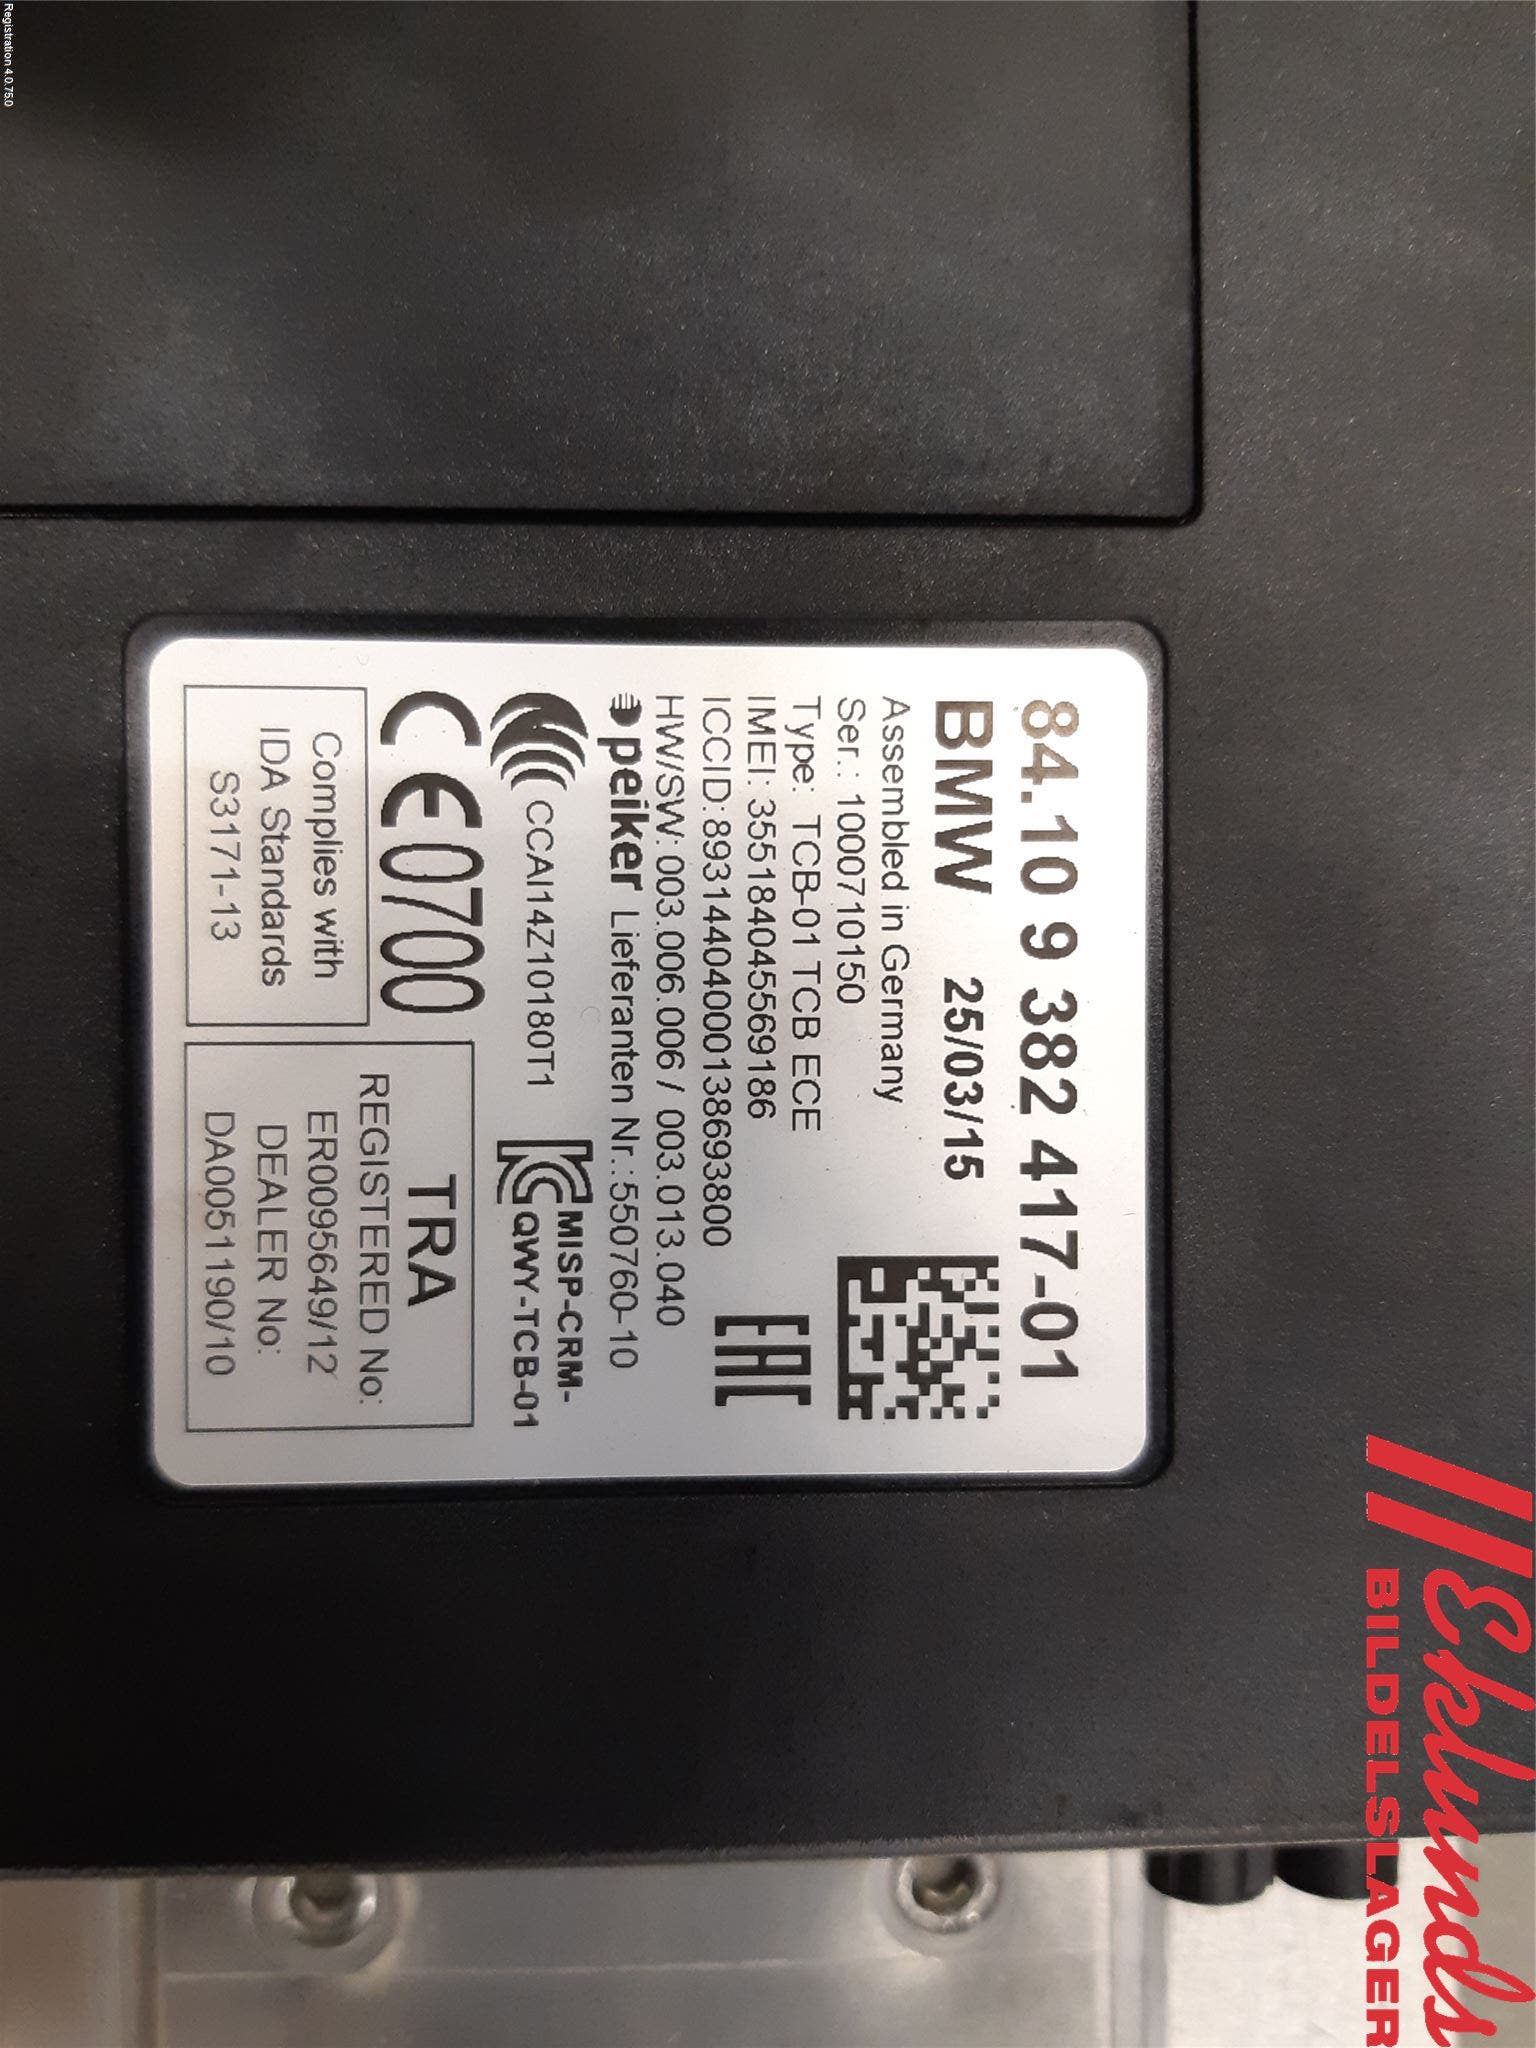 84.10 9 382 417-01
BMW 25/03/15
Assembled in Germany
Ser.: 1000710150
Type: TCB-01 TCB ECE
IMEI: 355184045569186
ICCID: 89314404000138693800
HW/SW: 003.006.006 / 003.013.040
peiker Lieferanten Nr.: 550760-10
EAC
CCAI14Z10180T1
MISP-CRM-
QWY-TCB-01
CE0700
Complies with
IDA Standards
S3171-13
TRA
REGISTERED No:
ER0095649/12
DEALER No:
DA0051190/10
Eklunds
BILDELSLAGER
Registration 4.0.75.0